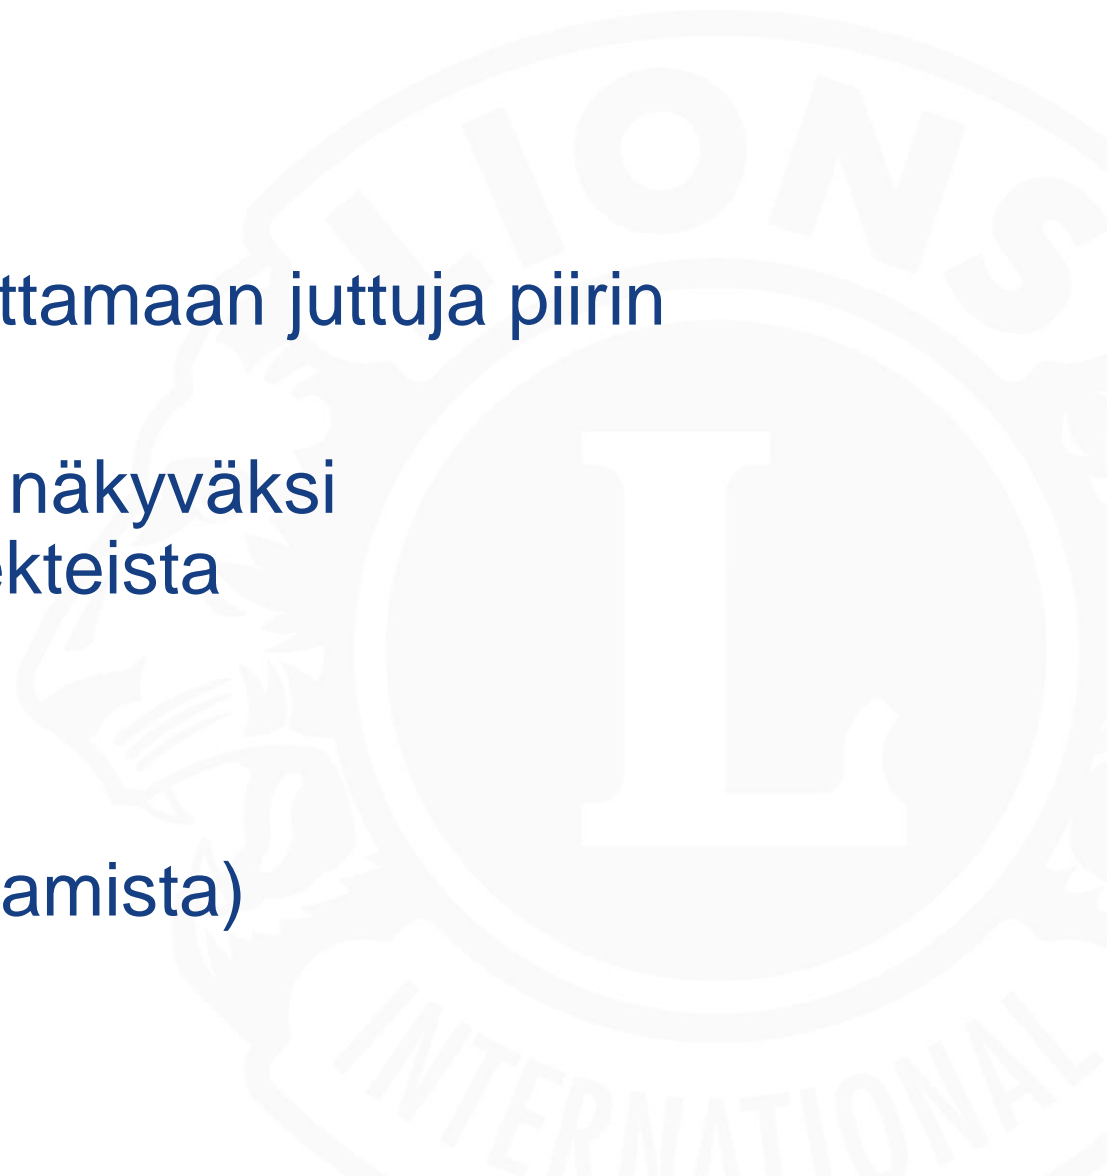 LIONS
ttamaan juttuja piirin
näkyväksi
ekteista
L
amista)
INTERNATIONAL